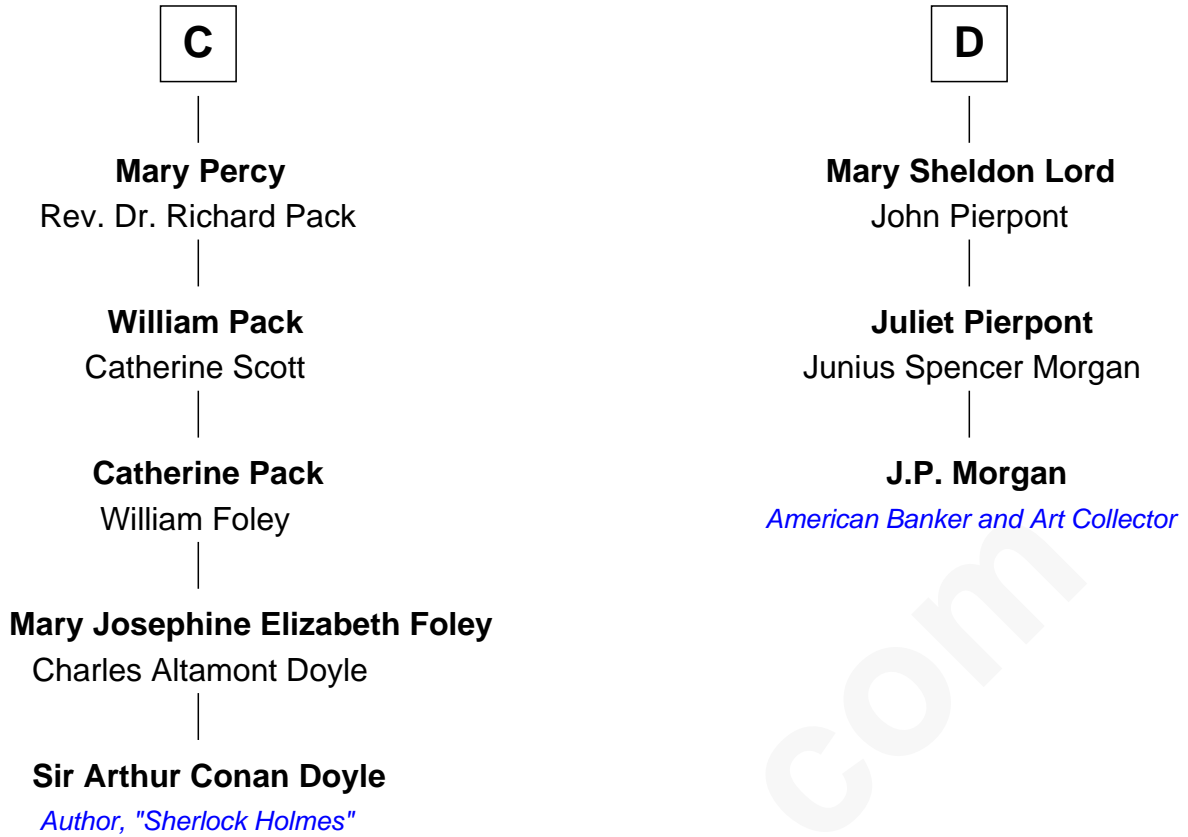 C
Mary Percy
Rev. Dr. Richard Pack
William Pack
Catherine Scott
Catherine Pack
William Foley
Mary Josephine Elizabeth Foley
Charles Altamont Doyle
Sir Arthur Conan Doyle
Author, "Sherlock Holmes"
D
Mary Sheldon Lord
John Pierpont
Juliet Pierpont
Junius Spencer Morgan
J.P. Morgan
American Banker and Art Collector
com